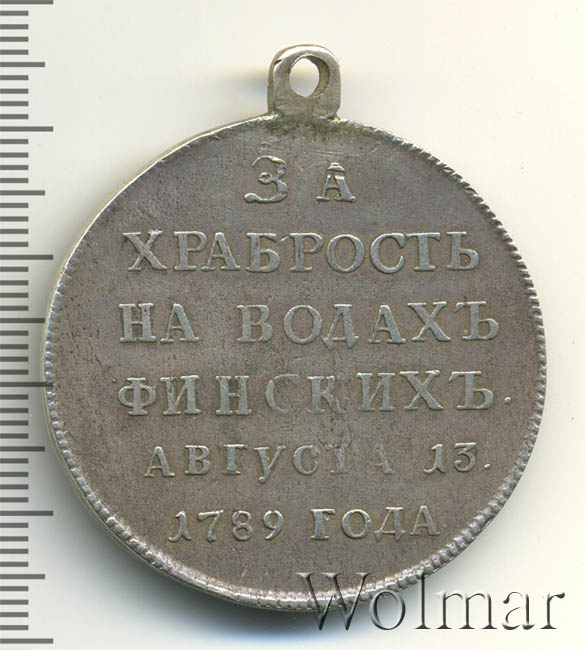 ЗА
ХРАБРОСТЬ
НА ВОДАХЪ
ФИНСКИХЪ.
АВГУСТА 13.
1789 ГОДА
Wolmar